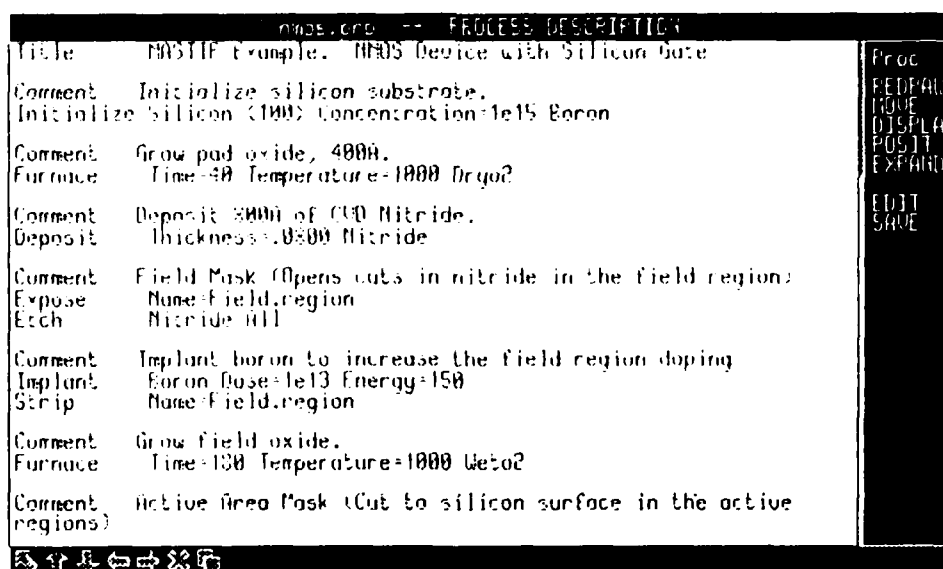 nmos.prp -- PROCESS DESCRIPTION
Title MASTIF Example. NMOS Device with Silicon Gate
Comment Initialize silicon substrate.
Initialize Silicon (100) Concentration=1e15 Boron
Comment Grow pad oxide, 400A.
Furnace Time=40 Temperature=1000 Dryo2
Comment Deposit 800A of CVD Nitride.
Deposit Thickness=.0800 Nitride
Comment Field Mask (Opens cuts in nitride in the field region)
Expose Name=Field.region
Etch Nitride All
Comment Implant boron to increase the field region doping
Implant Boron Dose=1e13 Energy=150
Strip Name=Field.region
Comment Grow field oxide.
Furnace Time=180 Temperature=1000 Weto2
Comment Active Area Mask (Cut to silicon surface in the active
regions)
Proc
REDRAW
MOVE
DISPLA
POSIT
EXPAND
EDIT
SAVE